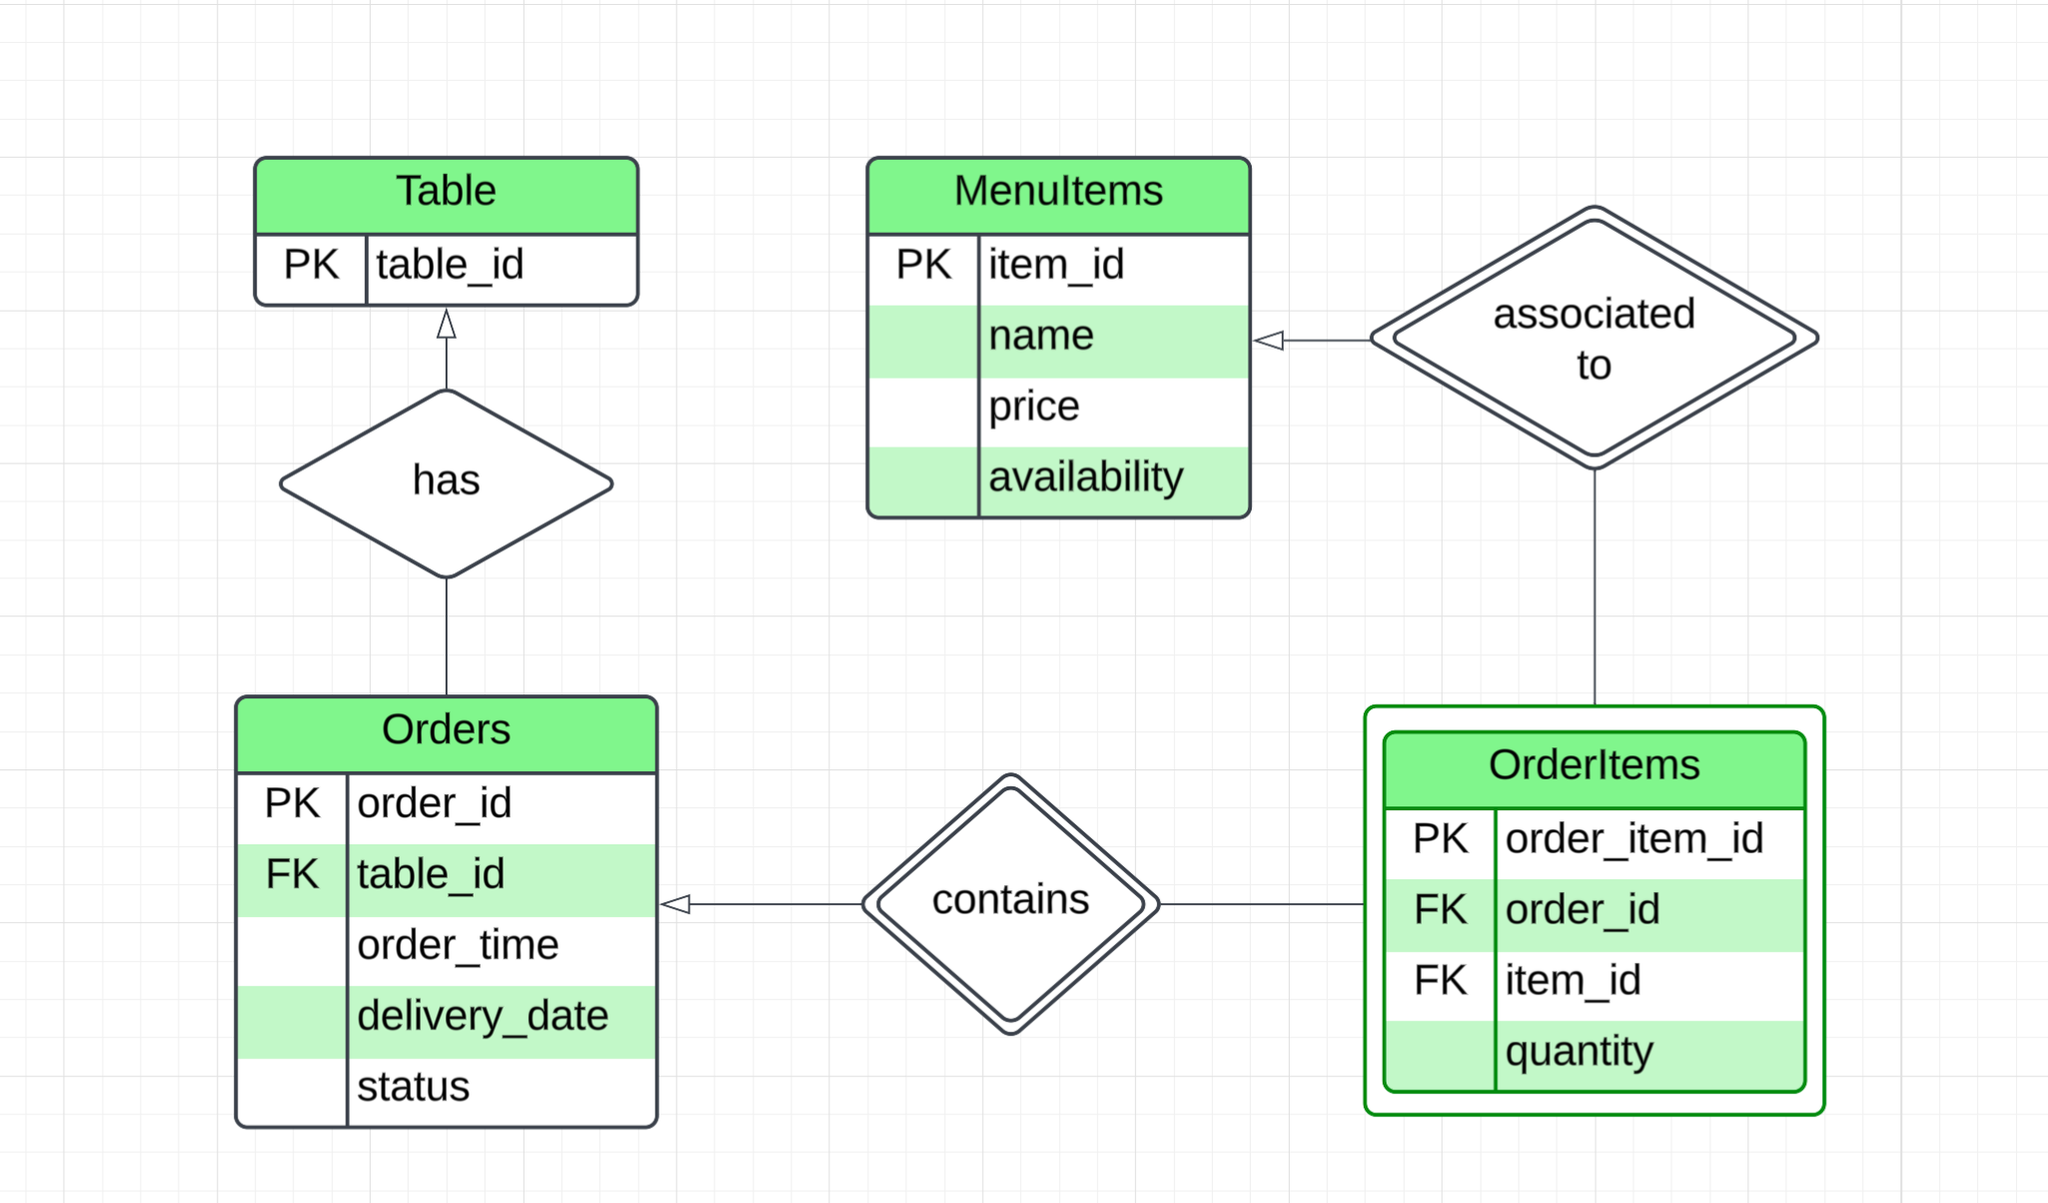 Table
PK table_id
has
MenuItems
PK item_id
name
price
availability
associated
to
Orders
PK order_id
FK table_id
order_time
delivery_date
status
contains
OrderItems
PK order_item_id
FK order_id
FK item_id
quantity